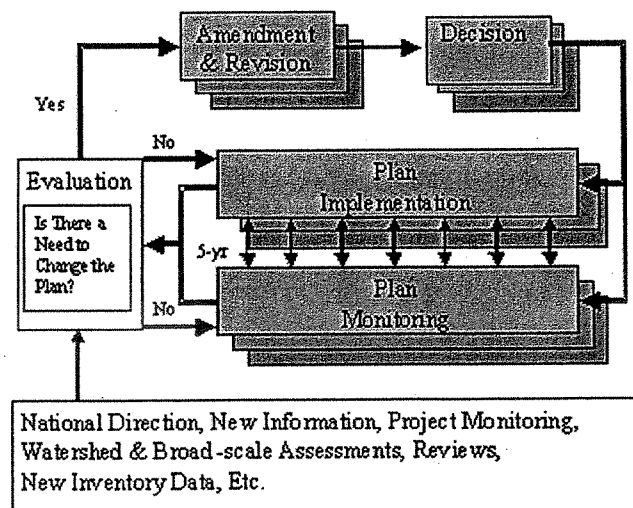 Amendment
& Revision
Decision
Yes
No
Evaluation
Is There a
Need to
Change the
Plan?
Plan
Implementation
5-yr
Plan
Monitoring
No
National Direction, New Information, Project Monitoring,
Watershed & Broad-scale Assessments, Reviews,
New Inventory Data, Etc.